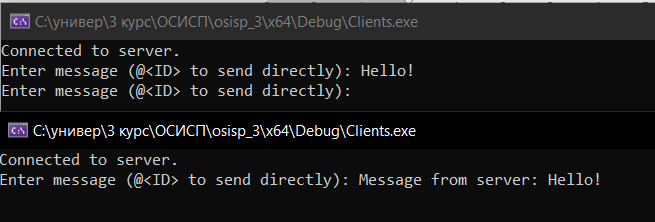 C:\универ\3 курс\ОСИСП\osisp_3\x64\Debug\Clients.exe
Connected to server.
Enter message (@<ID> to send directly): Hello!
Enter message (@<ID> to send directly):
C:\универ\3 курс\ОСИСП\osisp_3\x64\Debug\Clients.exe
Connected to server.
Enter message (@<ID> to send directly): Message from server: Hello!